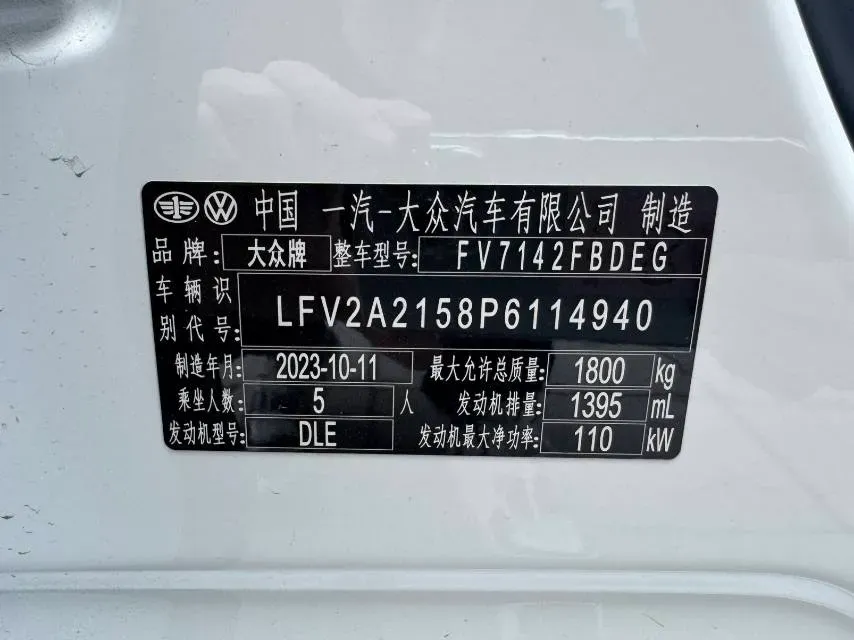 中国 一汽-大众汽车有限公司 制造
品牌: 大众牌 整车型号: FV7142FBDEG
车辆识别代号: LFV2A2158P6114940
制造年月: 2023-10-11 最大允许总质量: 1800 kg
乘坐人数: 5 人 发动机排量: 1395 mL
发动机型号: DLE 发动机最大净功率: 110 kW